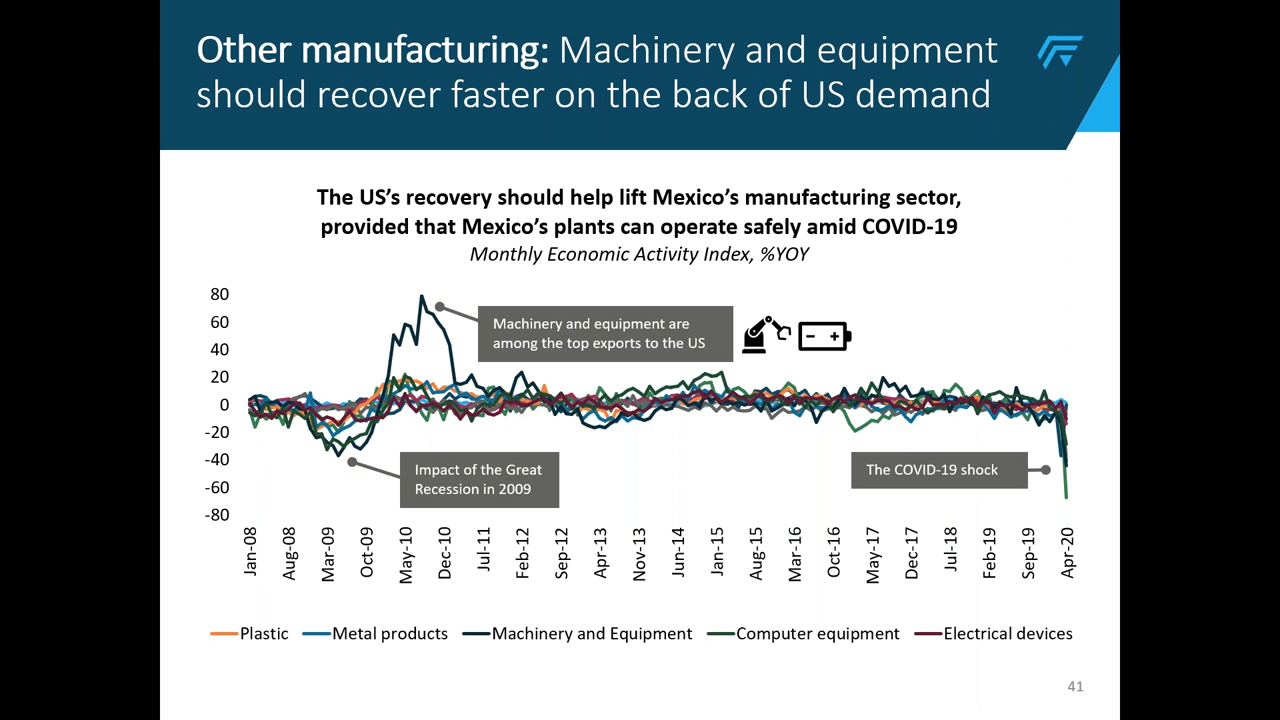 Other manufacturing: Machinery and equipment
should recover faster on the back of US demand
The US’s recovery should help lift Mexico’s manufacturing sector,
provided that Mexico’s plants can operate safely amid COVID-19
Monthly Economic Activity Index, %YOY
80
60
40
20
0
-20
-40
-60
-80
Machinery and equipment are
among the top exports to the US
Impact of the Great
Recession in 2009
The COVID-19 shock
Jan-08
Aug-08
Mar-09
Oct-09
May-10
Dec-10
Jul-11
Feb-12
Sep-12
Apr-13
Nov-13
Jun-14
Jan-15
Aug-15
Mar-16
Oct-16
May-17
Dec-17
Jul-18
Feb-19
Sep-19
Apr-20
Plastic Metal products Machinery and Equipment Computer equipment Electrical devices
41